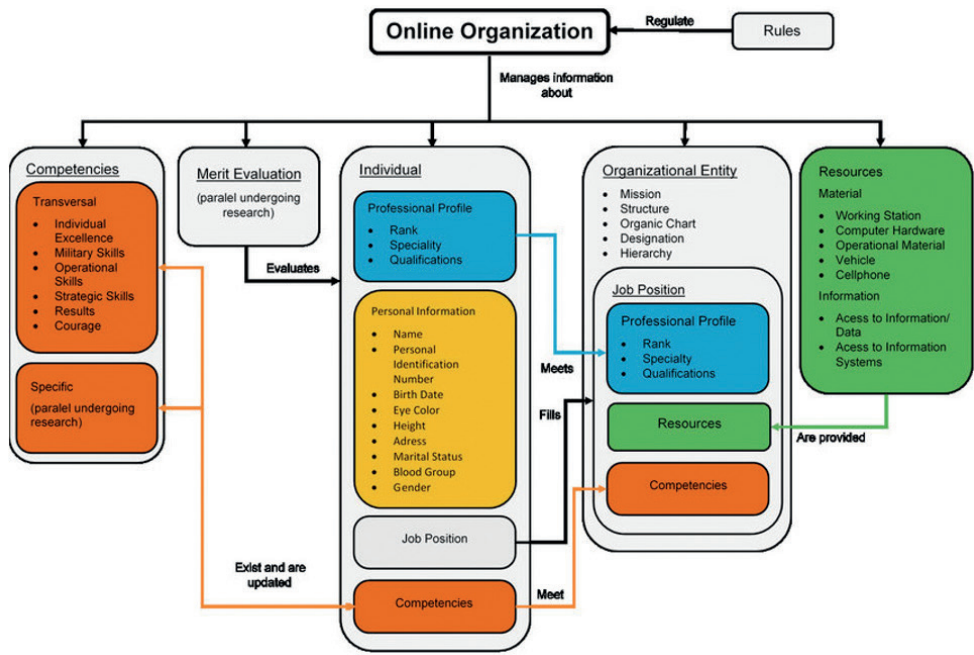 Online Organization
Regulate
Rules
Manages information
about
Competencies
Transversal
• Individual
Excellence
• Military Skills
• Operational
Skills
• Strategic Skills
• Results
• Courage
Specific
(paralel undergoing
research)
Merit Evaluation
(paralel undergoing
research)
Evaluates
Exist and are
updated
Individual
Professional Profile
• Rank
• Speciality
• Qualifications
Personal Information
• Name
• Personal
Identification
Number
• Birth Date
• Eye Color
• Height
• Adress
• Marital Status
• Blood Group
• Gender
Job Position
Competencies
Meets
Fills
Meet
Organizational Entity
• Mission
• Structure
• Organic Chart
• Designation
• Hierarchy
Job Position
Professional Profile
• Rank
• Specialty
• Qualifications
Resources
Competencies
Resources
Material
• Working Station
• Computer Hardware
• Operational Material
• Vehicle
• Cellphone
Information
• Acess to Information/
Data
• Acess to Information
Systems
Are provided